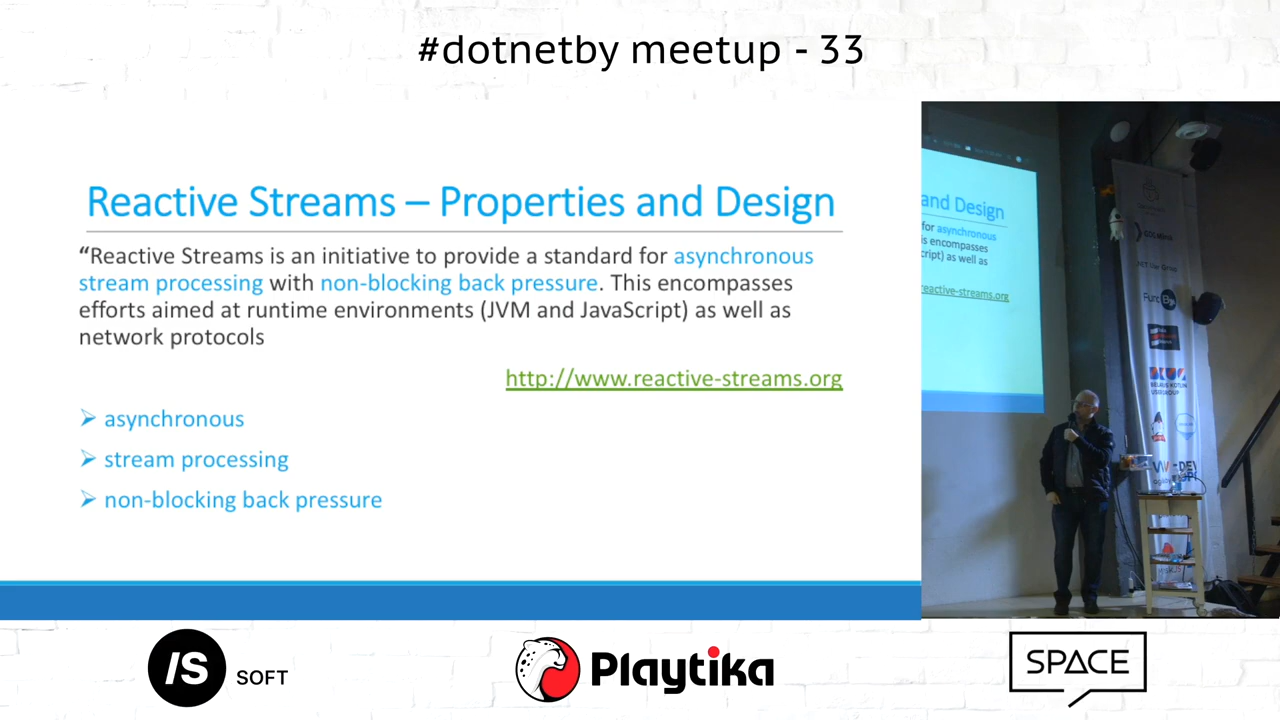 #dotnetby meetup - 33
Reactive Streams – Properties and Design
“Reactive Streams is an initiative to provide a standard for asynchronous
stream processing with non-blocking back pressure. This encompasses
efforts aimed at runtime environments (JVM and JavaScript) as well as
network protocols
http://www.reactive-streams.org
asynchronous
stream processing
non-blocking back pressure
and Design
for asynchronous
is encompasses
cript) as well as
eactive-streams.org
/S SOFT
Playtika
SPACE